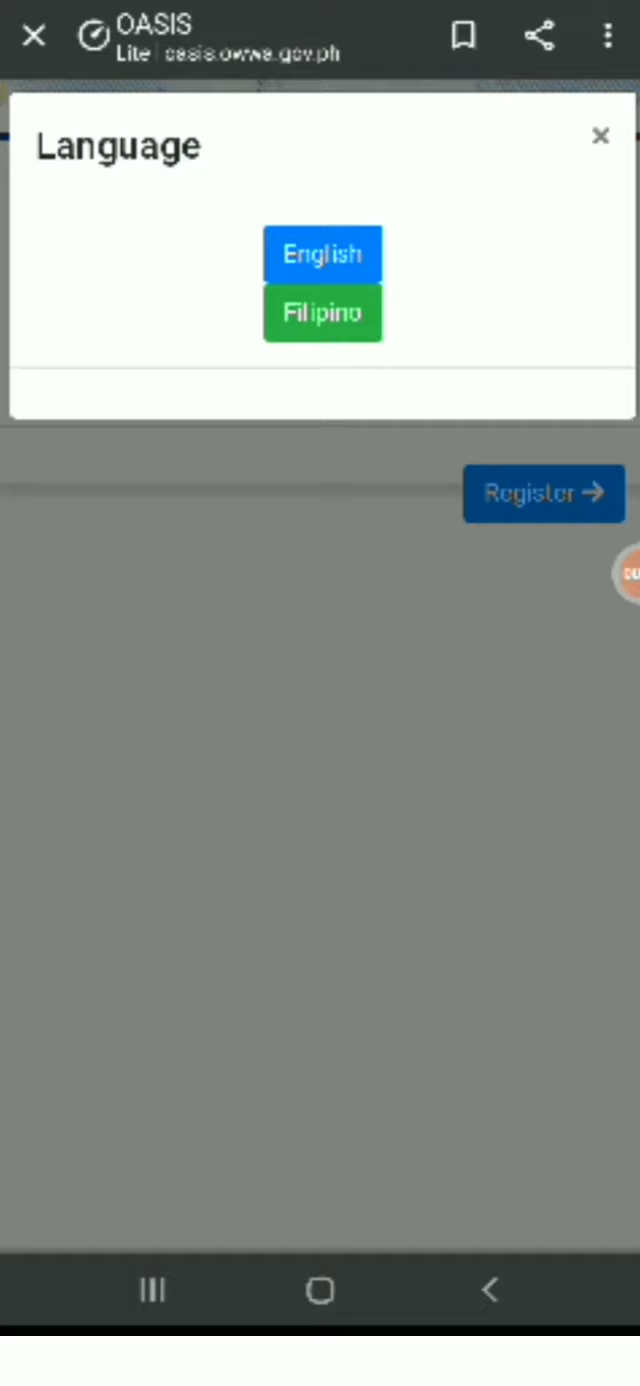 OASIS
Lite | oasis.owwa.gov.ph
Language
×
English
Filipino
Register →